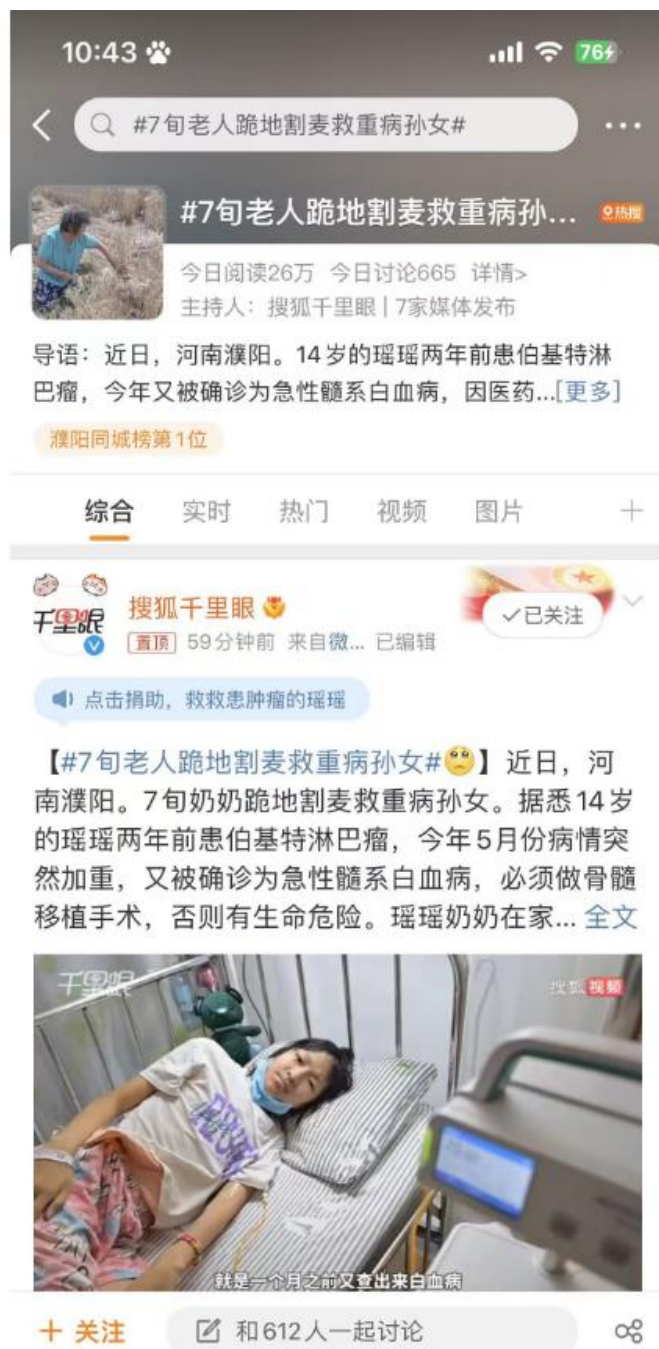 10:43
76
#7旬老人跪地割麦救重病孙女#
#7旬老人跪地割麦救重病孙...
热搜
今日阅读26万 今日讨论665 详情>
主持人：搜狐千里眼 | 7家媒体发布
导语：近日，河南濮阳。14岁的瑶瑶两年前患伯基特淋
巴瘤，今年又被确诊为急性髓系白血病，因医药...[更多]
濮阳同城榜第1位
综合 实时 热门 视频 图片
千里眼
搜狐千里眼
已关注
置顶 59分钟前 来自微... 已编辑
点击捐助，救救患肿瘤的瑶瑶
【#7旬老人跪地割麦救重病孙女#】近日，河
南濮阳。7旬奶奶跪地割麦救重病孙女。据悉14岁
的瑶瑶两年前患伯基特淋巴瘤，今年5月份病情突
然加重，又被确诊为急性髓系白血病，必须做骨髓
移植手术，否则有生命危险。瑶瑶奶奶在家... 全文
千里眼
搜狐视频
就是一个月之前又查出来白血病
+ 关注
和612人一起讨论